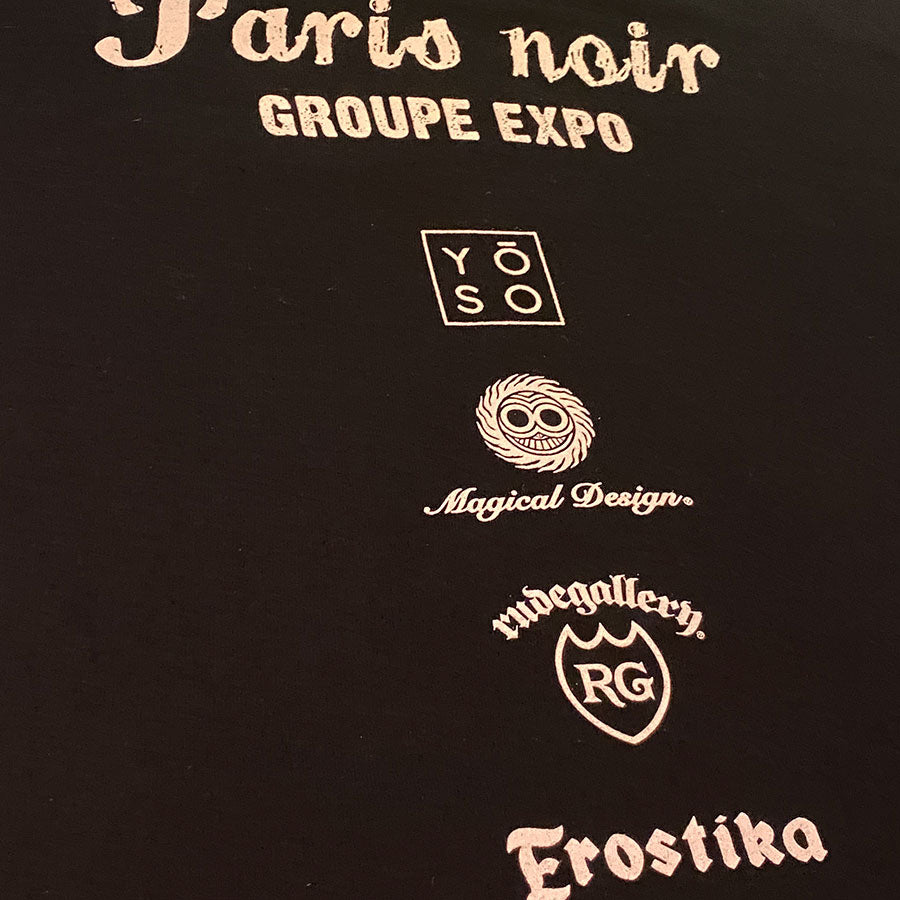 Paris noir
GROUPE EXPO
YŌ
SO
Magical Design®
rudegallery®
RG
Erostika